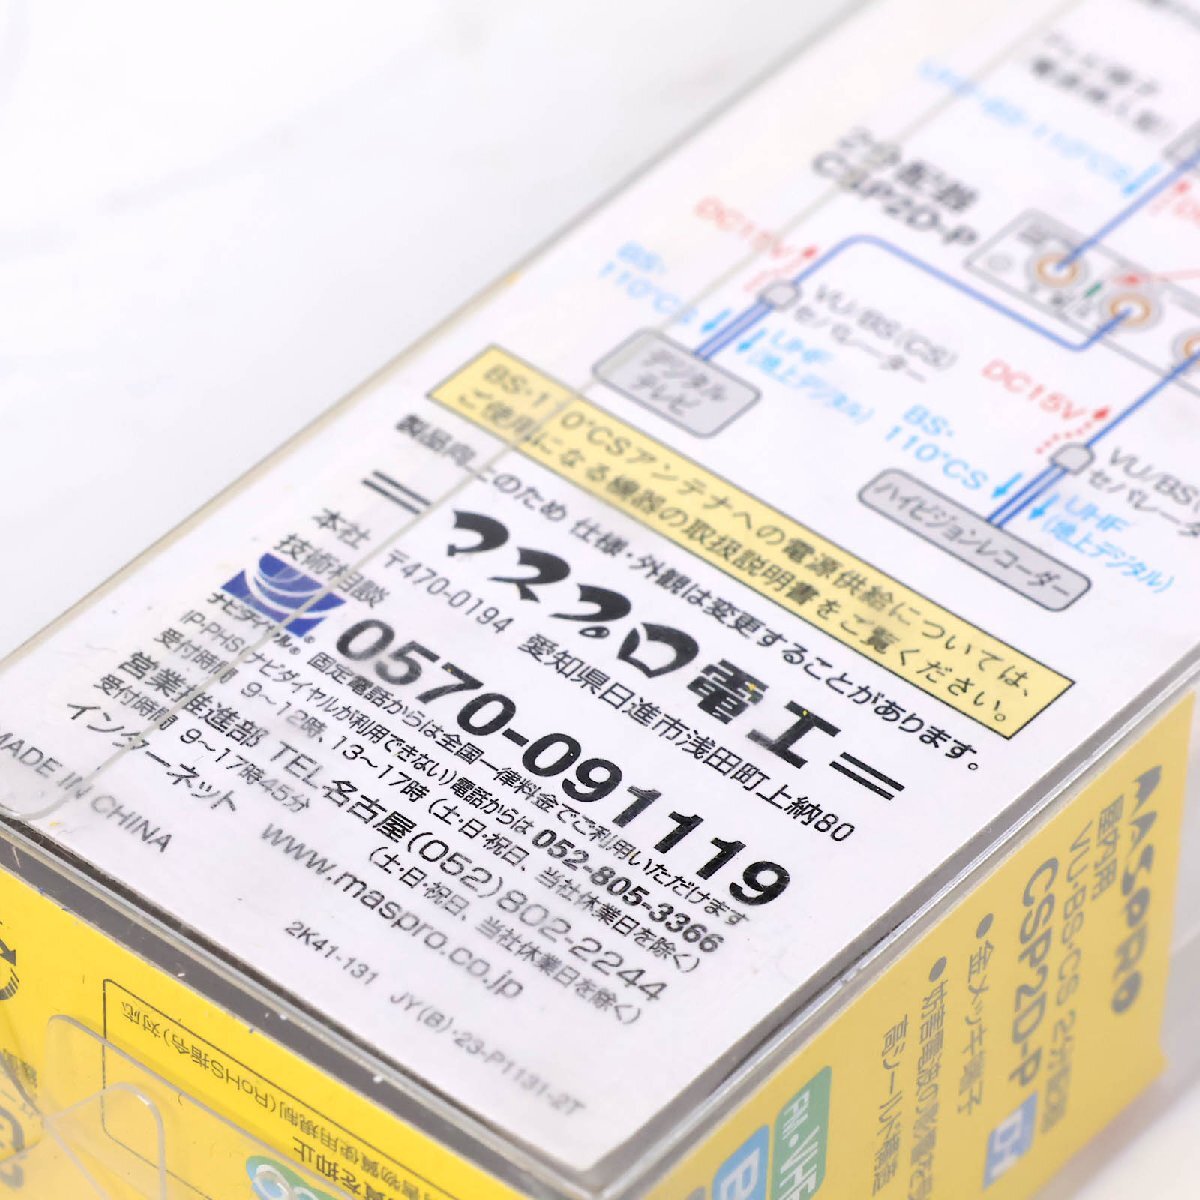 2分配器
CSP2D-P
DC15V
BS・
110°CS
UHF
(地上デジタル)
VU/BS(CS)
セパレーター
デジタル
テレビ
DC15V
BS・
110°CS
UHF
(地上デジタル)
VU/BS
セパレータ
ハイビジョンレコーダー
BS・110°CSアンテナへの電源供給については、
ご使用になる機器の取扱説明書をご覧ください。
製品向上のため 仕様・外観は変更することがあります。
＝マスプロ電工＝
本社 〒470-0194 愛知県日進市浅田町上納80
技術相談
ナビダイヤル®
0570-091119
固定電話からは全国一律料金でご利用いただけます
(IP・PHS ナビダイヤルが利用できない)電話からは 052-805-3366
受付時間 9〜12時、13〜17時 (土・日・祝日、当社休業日を除く)
営業推進部 TEL 名古屋(052)802-2244
受付時間 9〜17時45分 (土・日・祝日、当社休業日を除く)
インターネット www.maspro.co.jp
MADE IN CHINA
2K41-131 JY(B)・23-P1131-2T
MASPRO
屋内用
VU・BS・CS 2分配器
CSP2D-P
●金メッキ端子
高シールド構造
FM・VHF